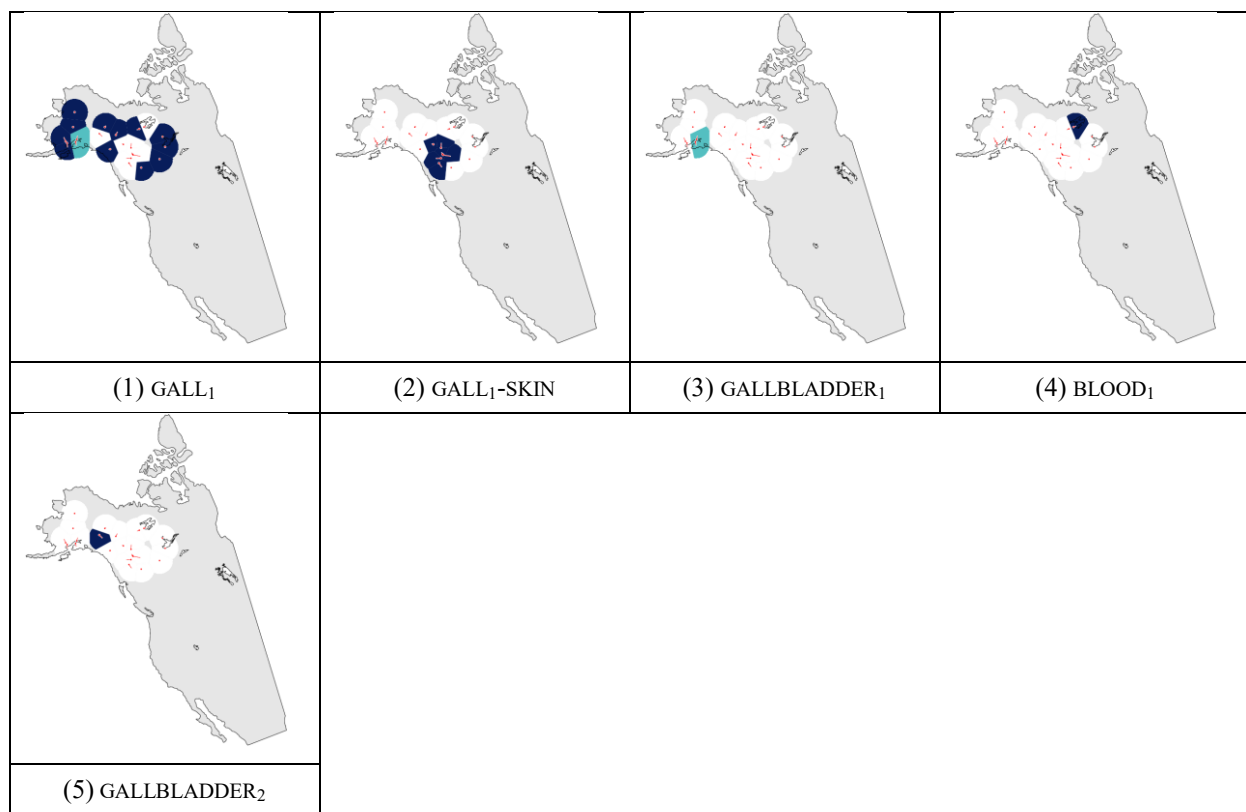 (1) GALL₁
(2) GALL₁-SKIN
(3) GALLBLADDER₁
(4) BLOOD₁
(5) GALLBLADDER₂